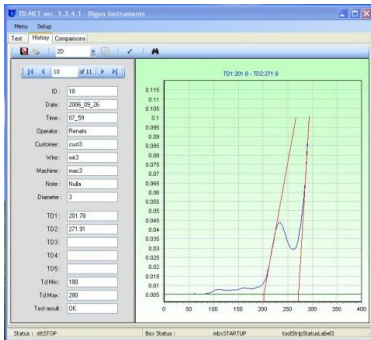 TD-NET ver. 1.2.4.1 - Rigon Instruments
Menu Setup
Test History Comparisons
2D
10 of 11
ID : 18
Date : 2006_09_26
Time : 07_59
Operator : Renato
Customer : cust3
Wire : wir3
Machine : mac3
Note : Nulla
Diameter : 3
TD1 : 201.78
TD2 : 271.91
TD3 :
TD4 :
TD5 :
Td Min : 180
Td Max : 280
Test result : OK
TD1:201.8 - TD2:271.9
0.115
0.11
0.105
0.1
0.095
0.09
0.085
0.08
0.075
0.07
0.065
0.06
0.055
0.05
0.045
0.04
0.035
0.03
0.025
0.02
0.015
0.01
0.005
0 50 100 150 200 250 300 350 400
Status : sttSTOP Box Status : mbxSTARTUP toolStripStatusLabel3